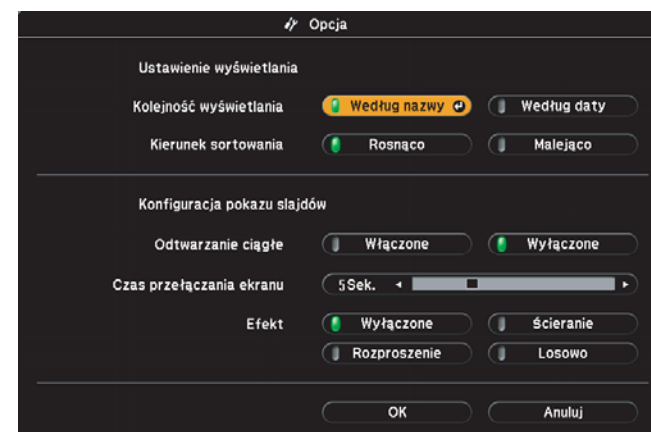 Opcja
Ustawienie wyświetlania
Kolejność wyświetlania Według nazwy Według daty
Kierunek sortowania Rosnąco Malejąco
Konfiguracja pokazu slajdów
Odtwarzanie ciągłe Włączone Wyłączone
Czas przełączania ekranu 5Sek.
Efekt Wyłączone Ścieranie
Rozproszenie Losowo
OK Anuluj